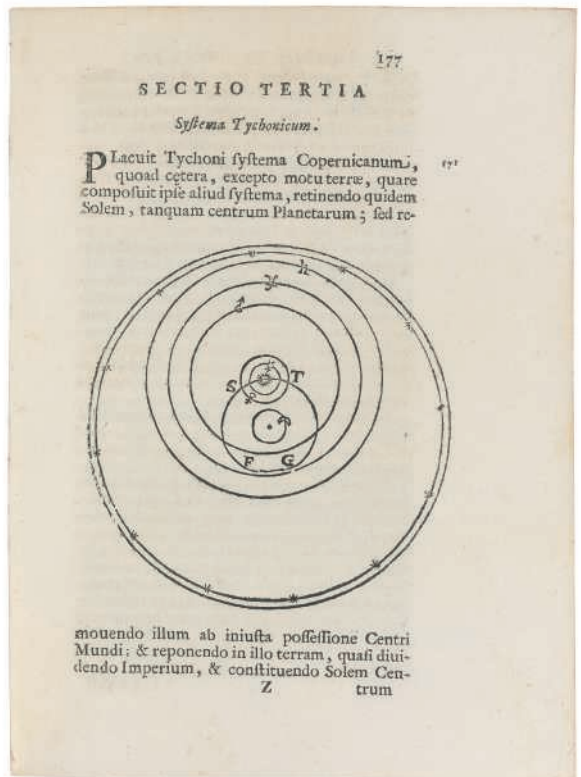 177
SECTIO TERTIA
Systema Tychonicum.
PLacuit Tychoni systema Copernicanum, 171
quoad cętera, excepto motu terræ, quare
composuit ipse aliud systema, retinendo quidem
Solem, tanquam centrum Planetarum; sed re-
♄
♃
♂
S T
F G
mouendo illum ab iniusta possessione Centri
Mundi; & reponendo in illo terram, quasi diui-
dendo Imperium, & constituendo Solem Cen-
Z trum